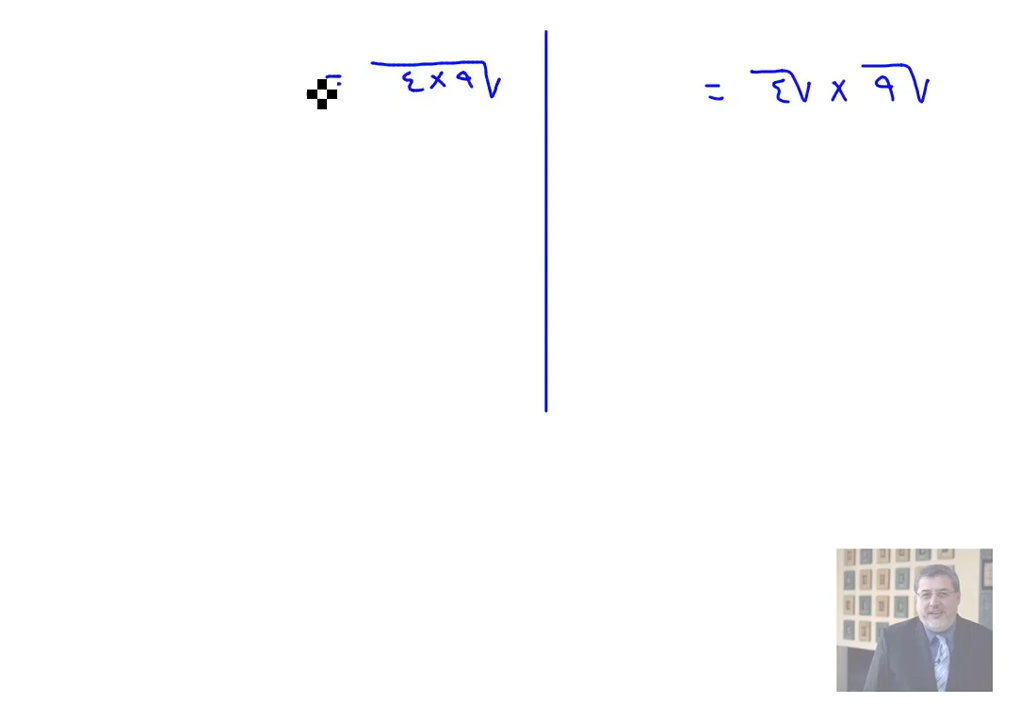 √٩ × √٤ =
√٩ × ٤ =